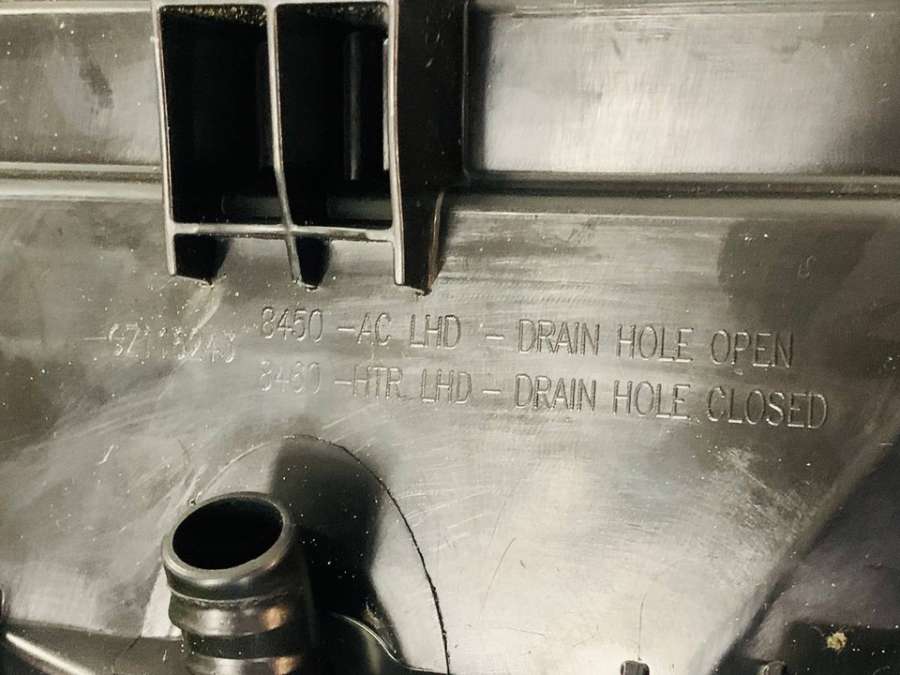 8450 -AC LHD - DRAIN HOLE OPEN
8460 -HTR LHD - DRAIN HOLE CLOSED